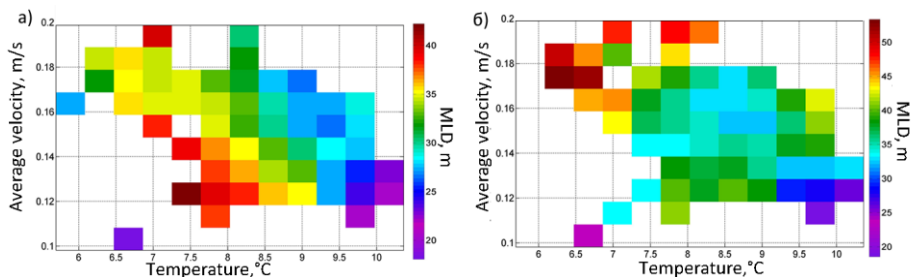 а)
0.2
0.18
0.16
0.14
0.12
0.1
Average velocity, m/s
6 6.5 7 7.5 8 8.5 9 9.5 10
Temperature,°C
40
35
30
25
20
MLD, m
б)
0.2
0.18
0.16
0.14
0.12
0.1
Average velocity, m/s
6 6.5 7 7.5 8 8.5 9 9.5 10
Temperature,°C
50
45
40
35
30
25
20
MLD, m